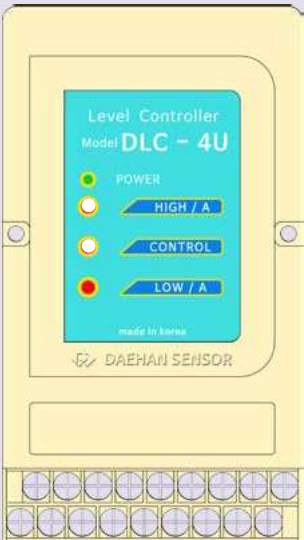 Level Controller
Model DLC - 4U
POWER
HIGH / A
CONTROL
LOW / A
made in korea
DAEHAN SENSOR